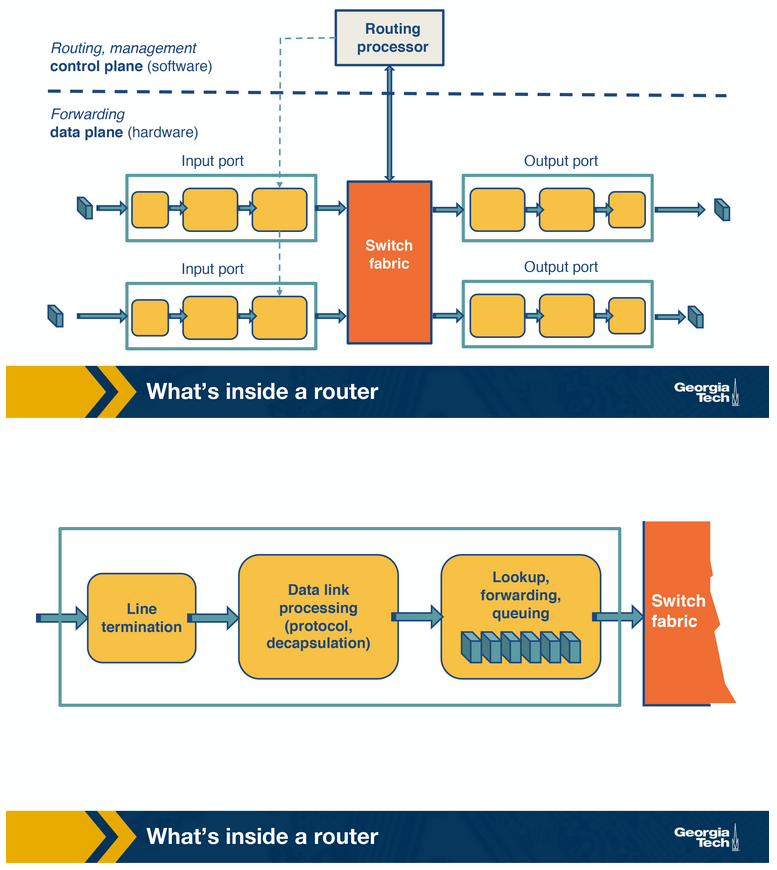 Routing
processor
Routing, management
control plane (software)
Forwarding
data plane (hardware)
Input port
Output port
Switch
fabric
Input port
Output port
What's inside a router
Georgia
Tech
Line
termination
Data link
processing
(protocol,
decapsulation)
Lookup,
forwarding,
queuing
Switch
fabric
What's inside a router
Georgia
Tech